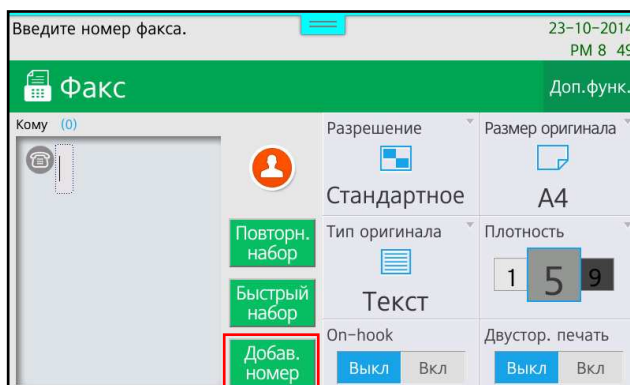 Введите номер факса.
23-10-2014
PM 8 49
Факс
Доп.функ.
Кому (0)
Повторн.
набор
Быстрый
набор
Добав.
номер
Разрешение
Стандартное
Размер оригинала
A4
Тип оригинала
Текст
Плотность
1 5 9
On-hook
Выкл Вкл
Двустор. печать
Выкл Вкл